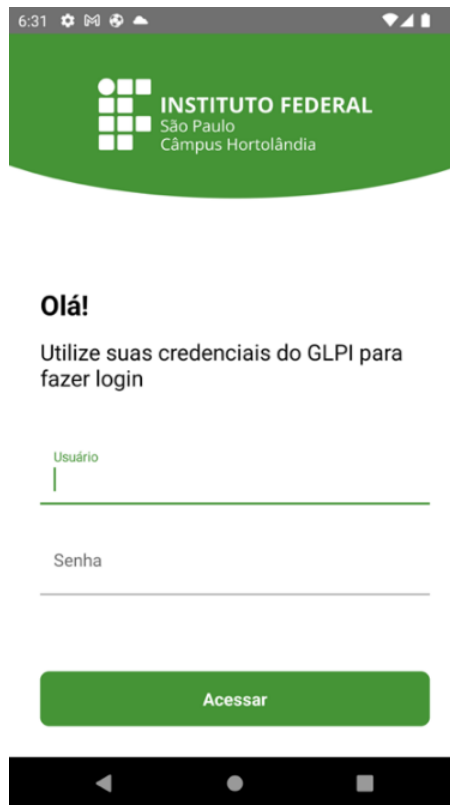 6:31
INSTITUTO FEDERAL
São Paulo
Câmpus Hortolândia
Olá!
Utilize suas credenciais do GLPI para
fazer login
Usuário
Senha
Acessar